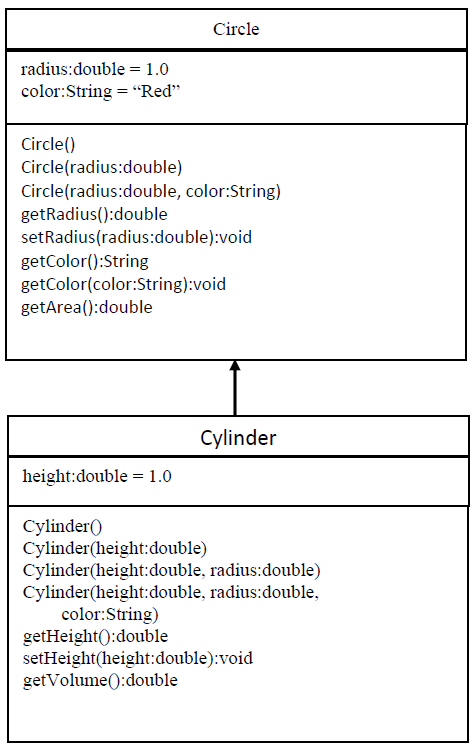 Circle
radius:double = 1.0
color:String = “Red”
Circle()
Circle(radius:double)
Circle(radius:double, color:String)
getRadius():double
setRadius(radius:double):void
getColor():String
getColor(color:String):void
getArea():double
Cylinder
height:double = 1.0
Cylinder()
Cylinder(height:double)
Cylinder(height:double, radius:double)
Cylinder(height:double, radius:double,
color:String)
getHeight():double
setHeight(height:double):void
getVolume():double